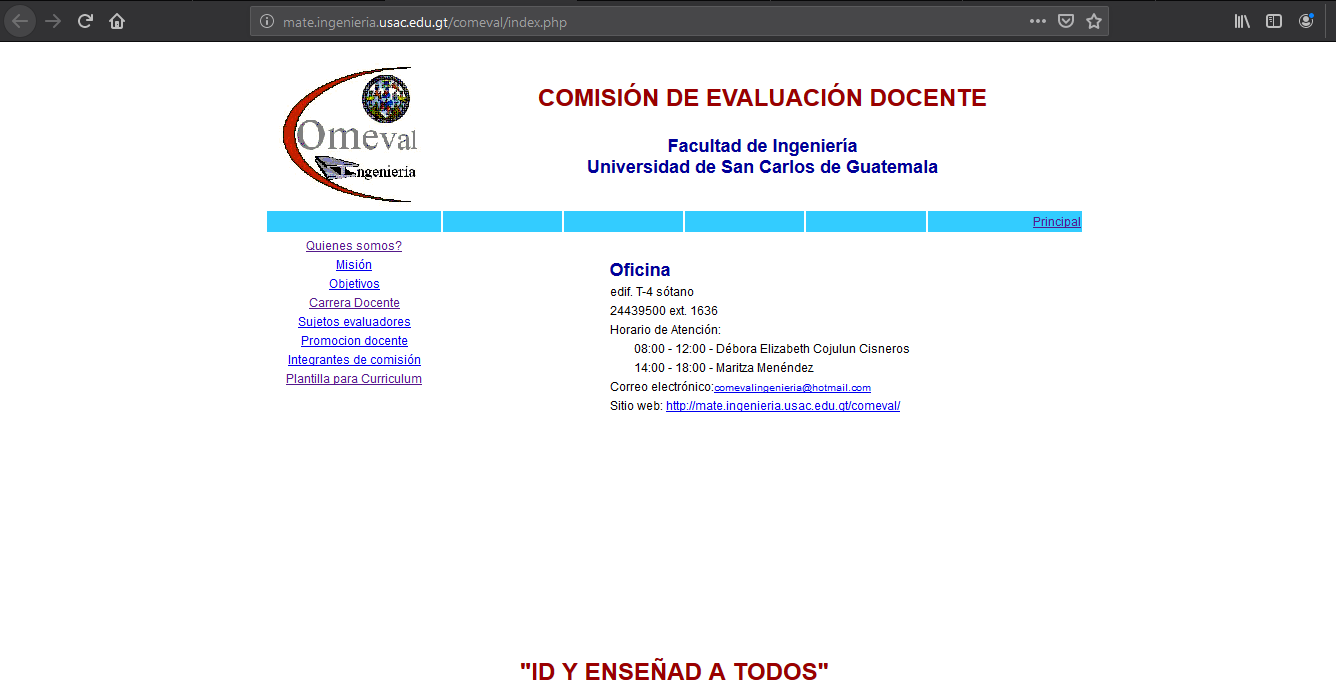 mate.ingenieria.usac.edu.gt/comeval/index.php
Omeval
ngenieria
COMISIÓN DE EVALUACIÓN DOCENTE
Facultad de Ingeniería
Universidad de San Carlos de Guatemala
Principal
Quienes somos?
Misión
Objetivos
Carrera Docente
Sujetos evaluadores
Promocion docente
Integrantes de comisión
Plantilla para Curriculum
Oficina
edif. T-4 sótano
24439500 ext. 1636
Horario de Atención:
08:00 - 12:00 - Débora Elizabeth Cojulun Cisneros
14:00 - 18:00 - Maritza Menéndez
Correo electrónico:comevalingenieria@hotmail.com
Sitio web: http://mate.ingenieria.usac.edu.gt/comeval/
"ID Y ENSEÑAD A TODOS"